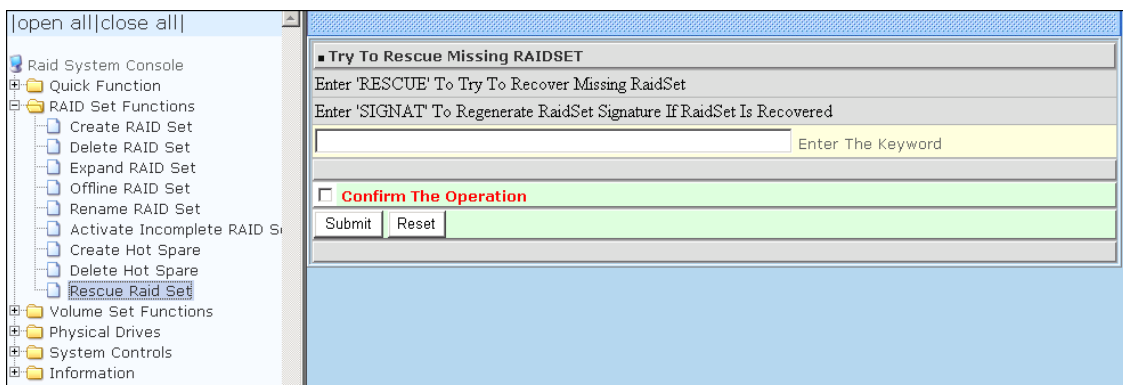 |open all|close all|
Raid System Console
Quick Function
RAID Set Functions
Create RAID Set
Delete RAID Set
Expand RAID Set
Offline RAID Set
Rename RAID Set
Activate Incomplete RAID S
Create Hot Spare
Delete Hot Spare
Rescue Raid Set
Volume Set Functions
Physical Drives
System Controls
Information
Try To Rescue Missing RAIDSET
Enter 'RESCUE' To Try To Recover Missing RaidSet
Enter 'SIGNAT' To Regenerate RaidSet Signature If RaidSet Is Recovered
Enter The Keyword
Confirm The Operation
Submit Reset